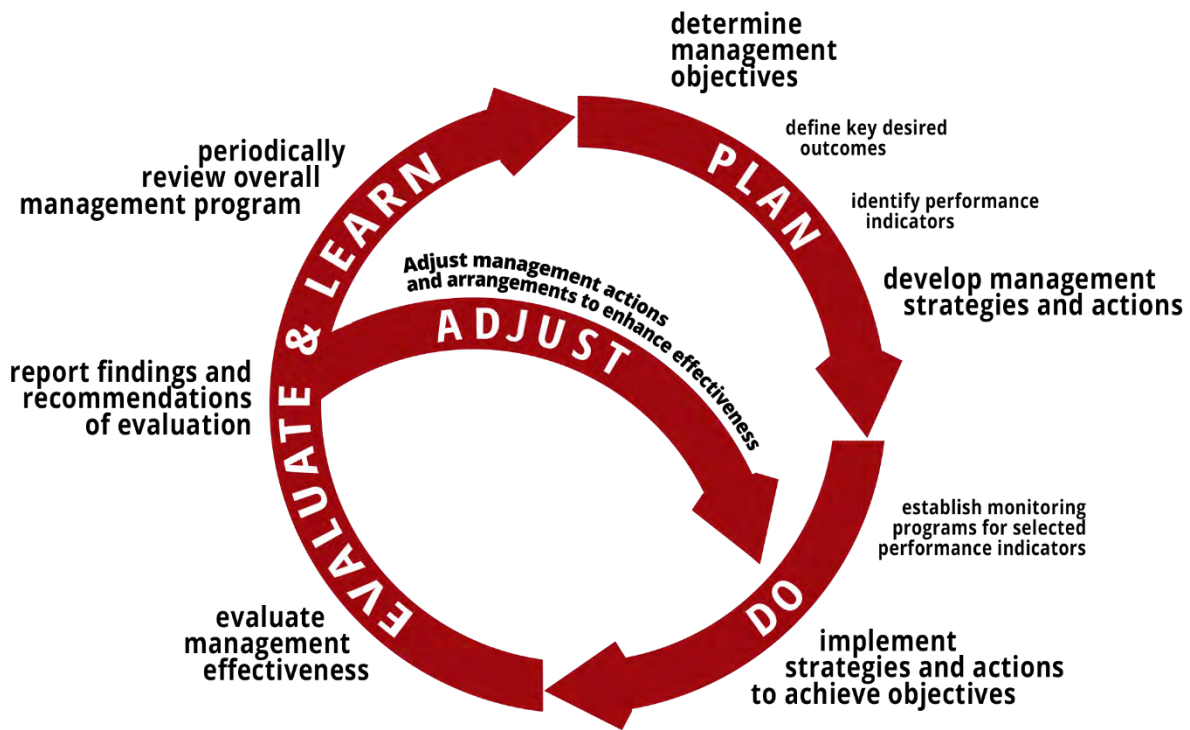 determine
management
objectives
define key desired
outcomes
PLAN
identify performance
indicators
develop management
strategies and actions
establish monitoring
programs for selected
performance indicators
DO
implement
strategies and actions
to achieve objectives
evaluate
management
effectiveness
EVALUATE & LEARN
report findings and
recommendations
of evaluation
periodically
review overall
management program
Adjust management actions
and arrangements to enhance effectiveness
ADJUST